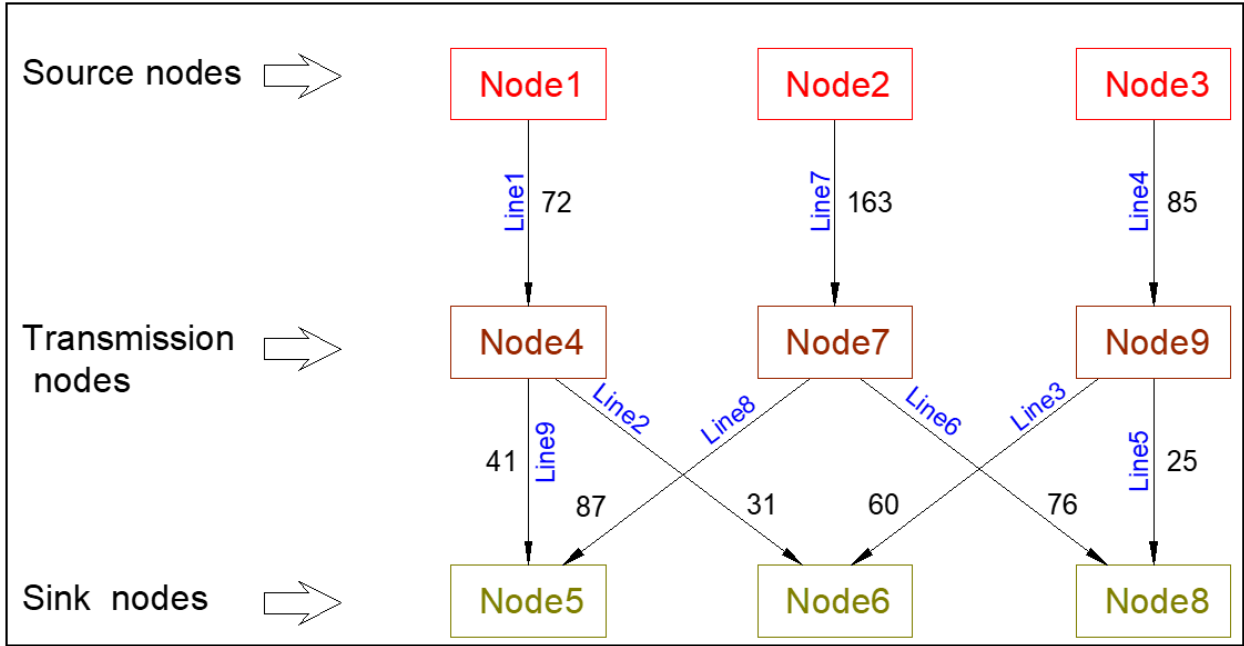 Source nodes
Node1
Node2
Node3
Line1
72
Line7
163
Line4
85
Transmission
nodes
Node4
Node7
Node9
Line9
41
Line2
31
Line8
87
Line6
76
Line3
60
Line5
25
Sink nodes
Node5
Node6
Node8